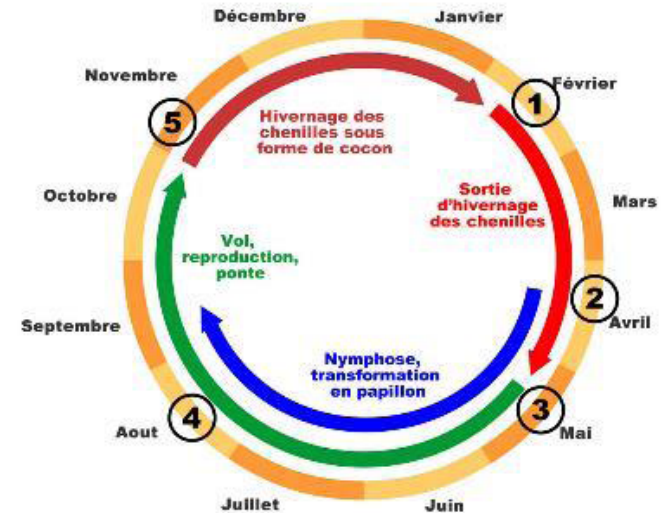 Décembre
Janvier
Novembre
Février
1
5
Hivernage des
chenilles sous
forme de cocon
Octobre
Mars
Sortie
d'hivernage
des chenilles
Vol,
reproduction,
ponte
2
Avril
Septembre
Nymphose,
transformation
en papillon
3
Mai
4
Aout
Juillet
Juin